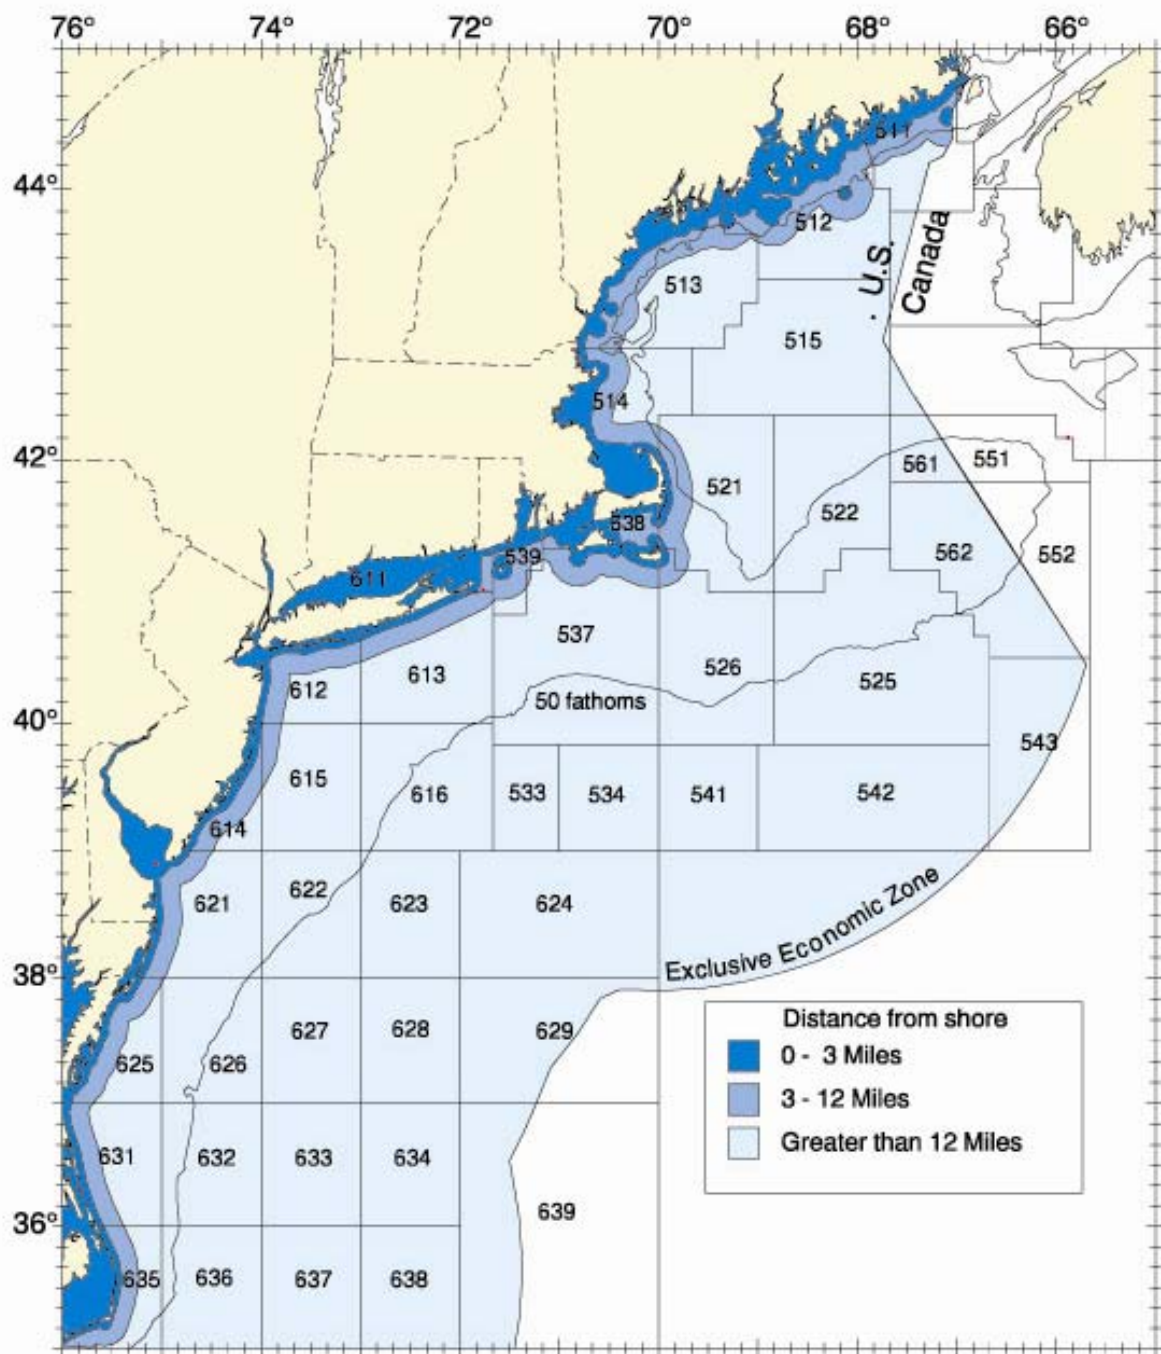 76° 74° 72° 70° 68° 66°
511
44°
512
U.S.
Canada
513
515
514
42°
561 551
521
522
538
539
562 552
611
537
526
613
612
525
50 fathoms
40°
543
615
616 533 534 541 542
614
622
621 623 624
Exclusive Economic Zone
38°
627 628 629
625 626
631 632 633 634
36°
639
635 636 637 638
Distance from shore
0 - 3 Miles
3 - 12 Miles
Greater than 12 Miles